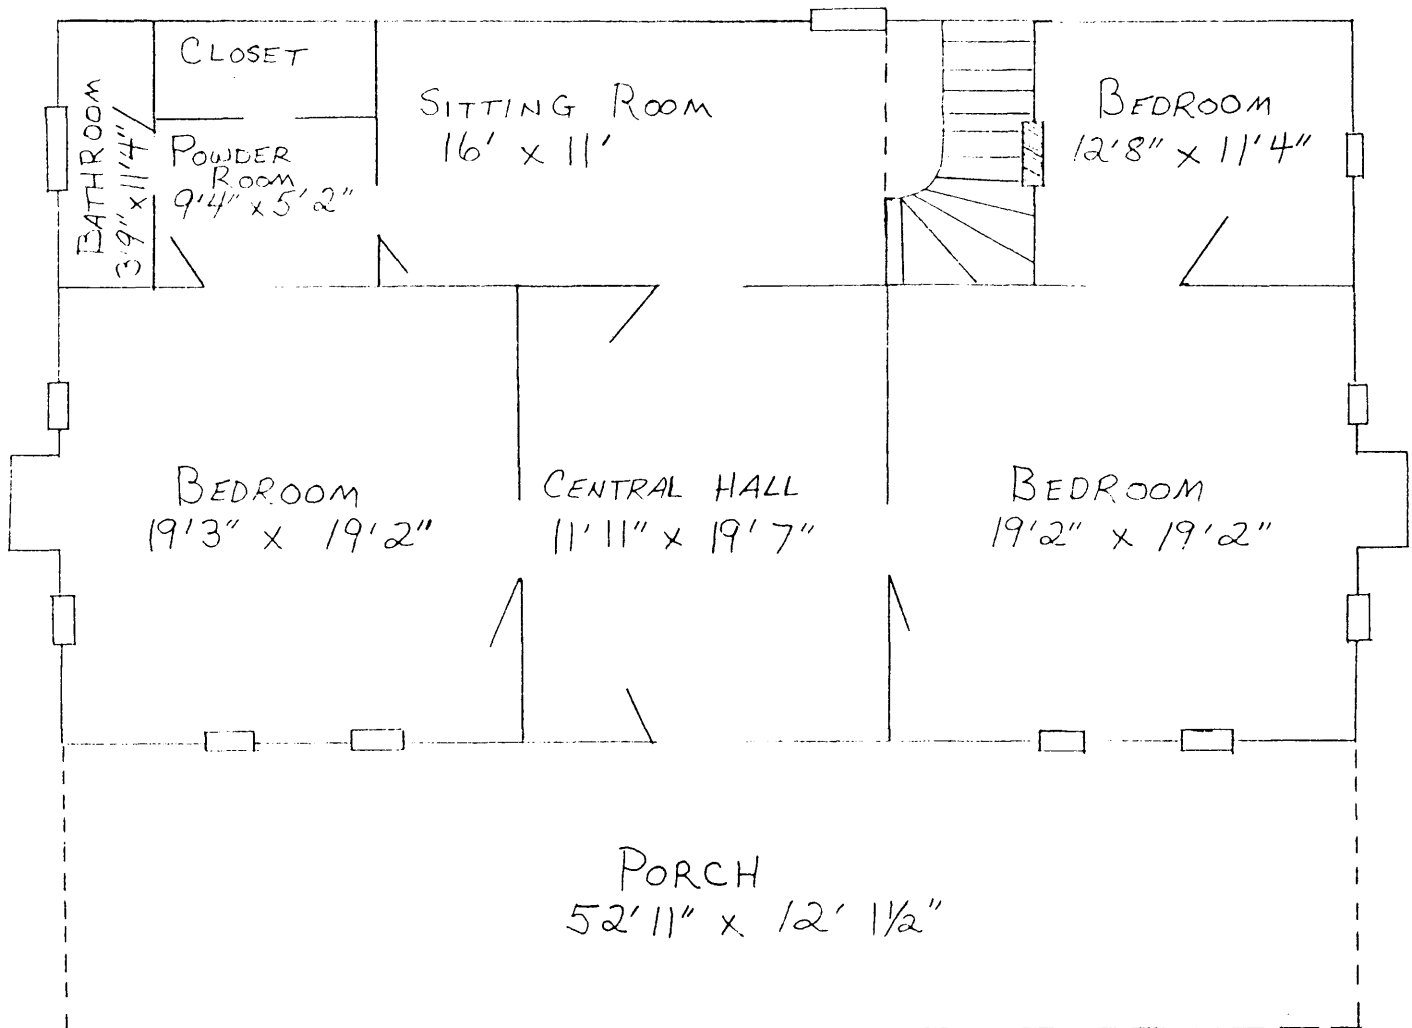 CLOSET
SITTING ROOM
16' x 11'
BEDROOM
12'8" x 11'4"
BATHROOM
3'9" x 11'4"
POWDER
ROOM
9'4" x 5'2"
BEDROOM
19'3" x 19'2"
CENTRAL HALL
11'11" x 19'7"
BEDROOM
19'2" x 19'2"
PORCH
52'11" x 12' 1½"